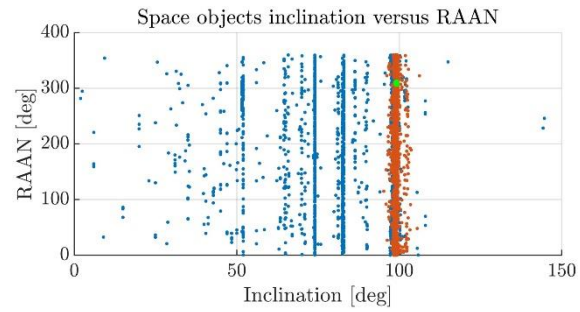 Space objects inclination versus RAAN
400
300
200
100
0
RAAN [deg]
0 50 100 150
Inclination [deg]